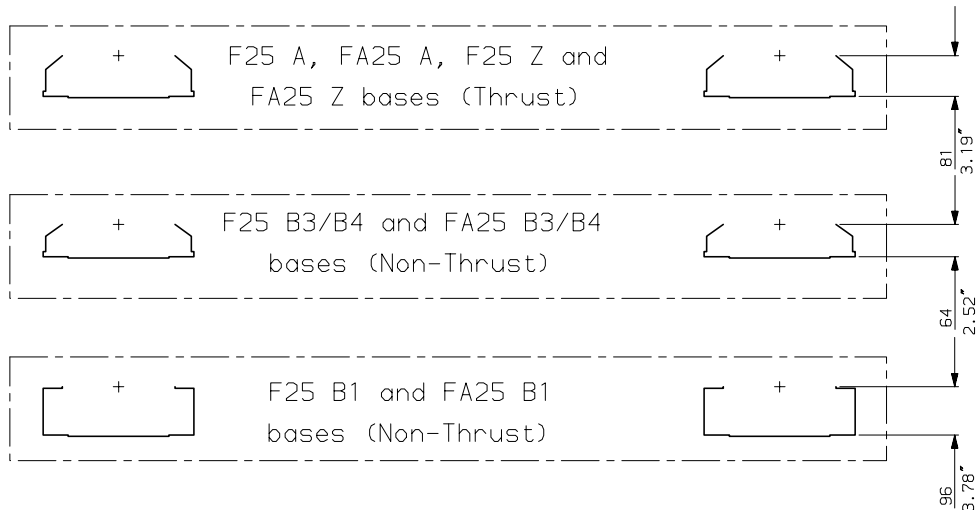 F25 A, FA25 A, F25 Z and
FA25 Z bases (Thrust)
81
3.19"
F25 B3/B4 and FA25 B3/B4
bases (Non-Thrust)
64
2.52"
F25 B1 and FA25 B1
bases (Non-Thrust)
96
3.78"